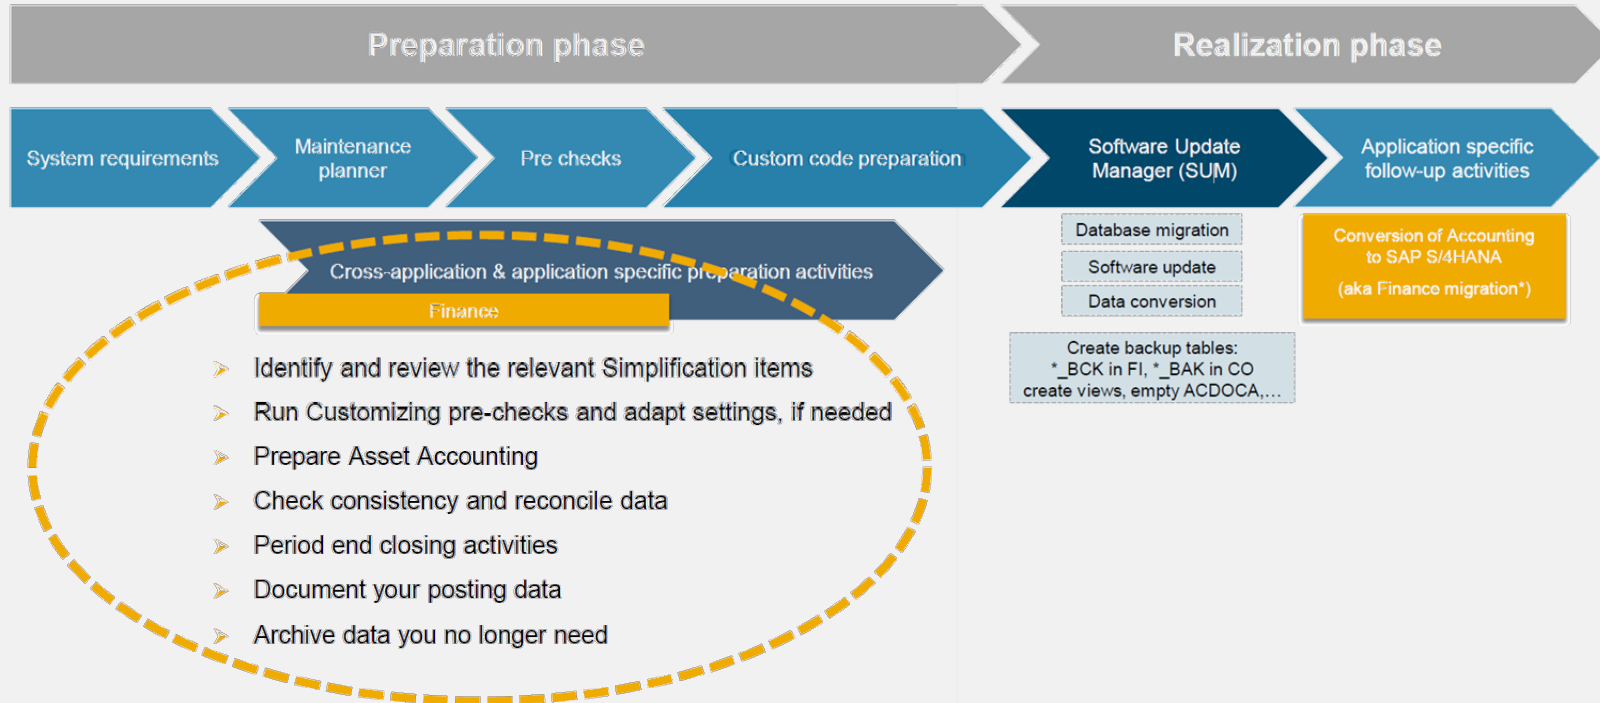 Preparation phase
Realization phase
System requirements
Maintenance
planner
Pre checks
Custom code preparation
Software Update
Manager (SUM)
Application specific
follow-up activities
Cross-application & application specific preparation activities
Finance
Identify and review the relevant Simplification items
Run Customizing pre-checks and adapt settings, if needed
Prepare Asset Accounting
Check consistency and reconcile data
Period end closing activities
Document your posting data
Archive data you no longer need
Database migration
Software update
Data conversion
Create backup tables:
*_BCK in FI, *_BAK in CO
create views, empty ACDOCA,...
Conversion of Accounting
to SAP S/4HANA
(aka Finance migration*)